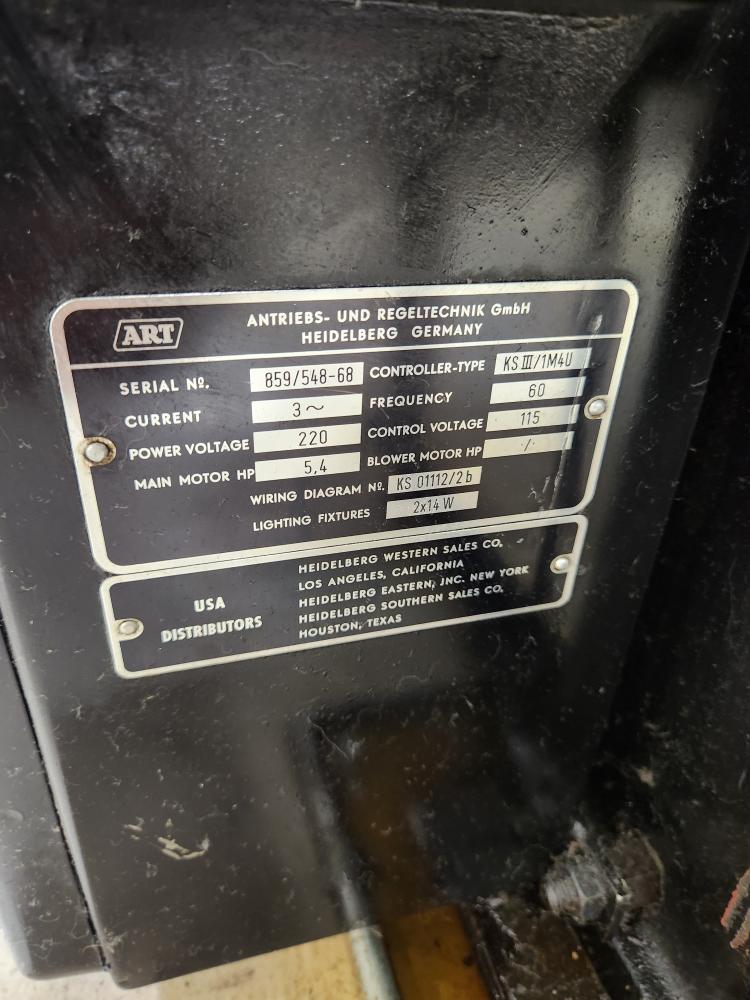 ART
ANTRIEBS- UND REGELTECHNIK GmbH
HEIDELBERG GERMANY
SERIAL Nº. 859/548-68 CONTROLLER-TYPE KS III/1M4U
CURRENT 3~ FREQUENCY 60
POWER VOLTAGE 220 CONTROL VOLTAGE 115
MAIN MOTOR HP 5,4 BLOWER MOTOR HP ·/·
WIRING DIAGRAM Nº. KS 01112/2b
LIGHTING FIXTURES 2x14 W
USA
DISTRIBUTORS
HEIDELBERG WESTERN SALES CO.
LOS ANGELES, CALIFORNIA
HEIDELBERG EASTERN, JNC. NEW YORK
HEIDELBERG SOUTHERN SALES CO.
HOUSTON, TEXAS